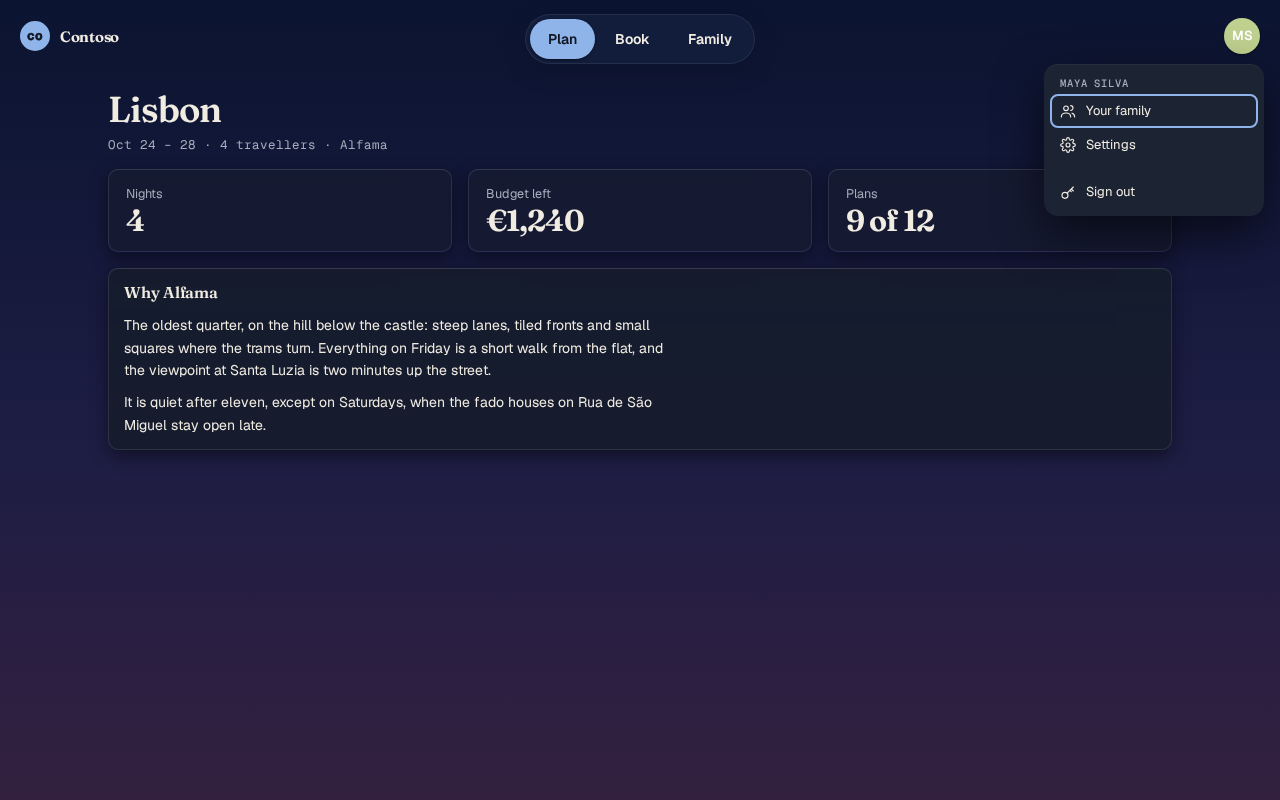 co Contoso
Plan
Book
Family
MS
MAYA SILVA
Your family
Settings
Sign out
Lisbon
Oct 24 – 28 · 4 travellers · Alfama
Nights
4
Budget left
€1,240
Plans
9 of 12
Why Alfama
The oldest quarter, on the hill below the castle: steep lanes, tiled fronts and small
squares where the trams turn. Everything on Friday is a short walk from the flat, and
the viewpoint at Santa Luzia is two minutes up the street.
It is quiet after eleven, except on Saturdays, when the fado houses on Rua de São
Miguel stay open late.